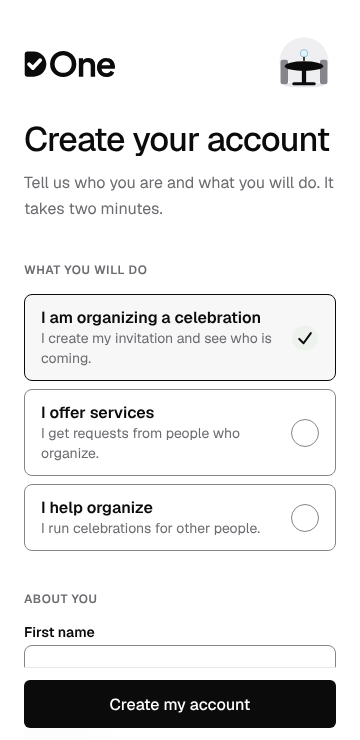 One
Create your account
Tell us who you are and what you will do. It
takes two minutes.
WHAT YOU WILL DO
I am organizing a celebration
I create my invitation and see who is
coming.
I offer services
I get requests from people who
organize.
I help organize
I run celebrations for other people.
ABOUT YOU
First name
Create my account